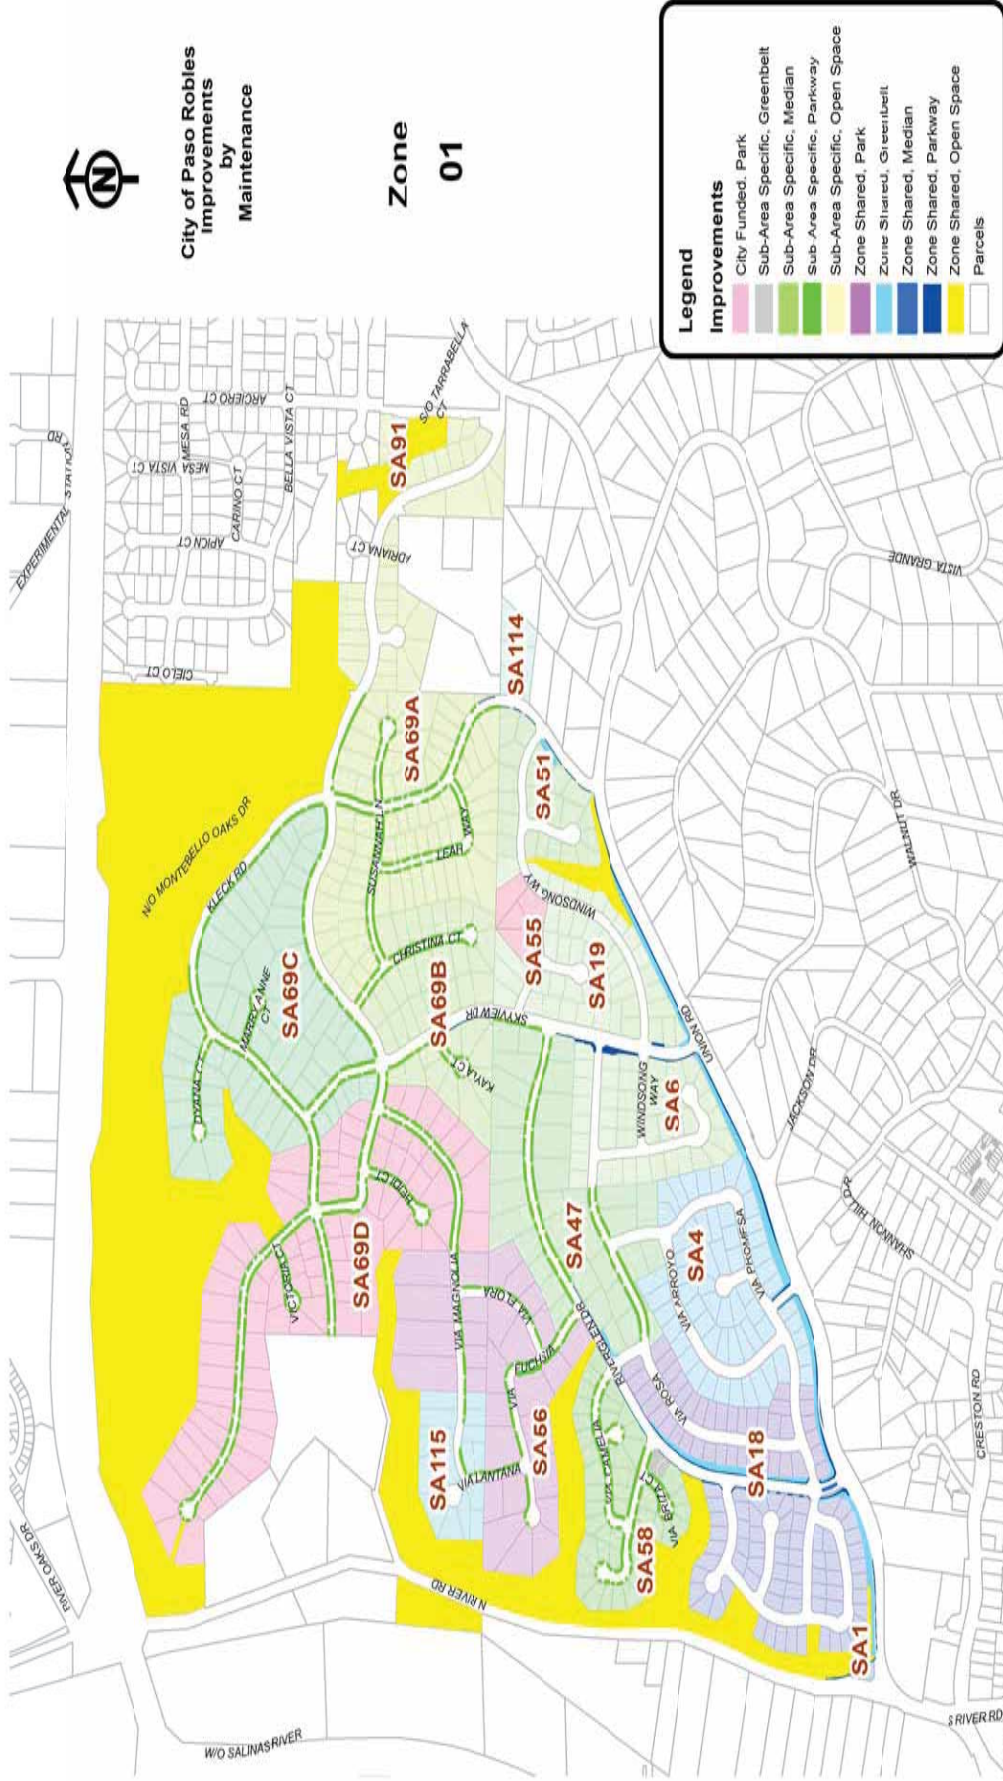 N
City of Paso Robles
Improvements
by
Maintenance
Zone
01
Legend
Improvements
City Funded, Park
Sub-Area Specific, Greenbelt
Sub-Area Specific, Median
Sub Area Specific, Parkway
Sub-Area Specific, Open Space
Zone Shared, Park
Zone Shared, Greenbelt
Zone Shared, Median
Zone Shared, Parkway
Zone Shared, Open Space
Parcels
RIVER OAKS DR
EXPERIMENTAL STATION
RD
CIELO CT
MESA RD
MESA VISTA CT
ARCIERO CT
CARINO CT
APICN CT
BELLA VISTA CT
ADRIANA CT
S/O TARRABELLA
CT
SA91
N/O MONTEBELLO OAKS DR
KLECK RD
DYANA CT
MARRY ANNE
CT
SA69C
SUSANNAH LN
LEAH WAY
SA69A
CHRISTINA CT
SA69B
KAYLA CT
SKYVIEW DR
SA114
SA51
WINDSONG WY
SA55
SA19
VICTORIA CT
HEIDI CT
SA69D
VIA MAGNOLIA
VIA FLORA
VIA FUCHSIA
VIA LANTANA
SA115
SA56
SA47
WINDSONG
WAY
SA6
UNION RD
RIVERGLEN DR
VIA CAMELIA
VIA BRIZA CT
SA58
VIA ROSA
VIA ARROYO
SA4
VIA PROMESA
SA18
SA1
N RIVER RD
W/O SALINAS RIVER
S RIVER RD
CRESTON RD
SHANNON HILL DR
JACKSON DR
WALNUT DR
VISTA GRANDE